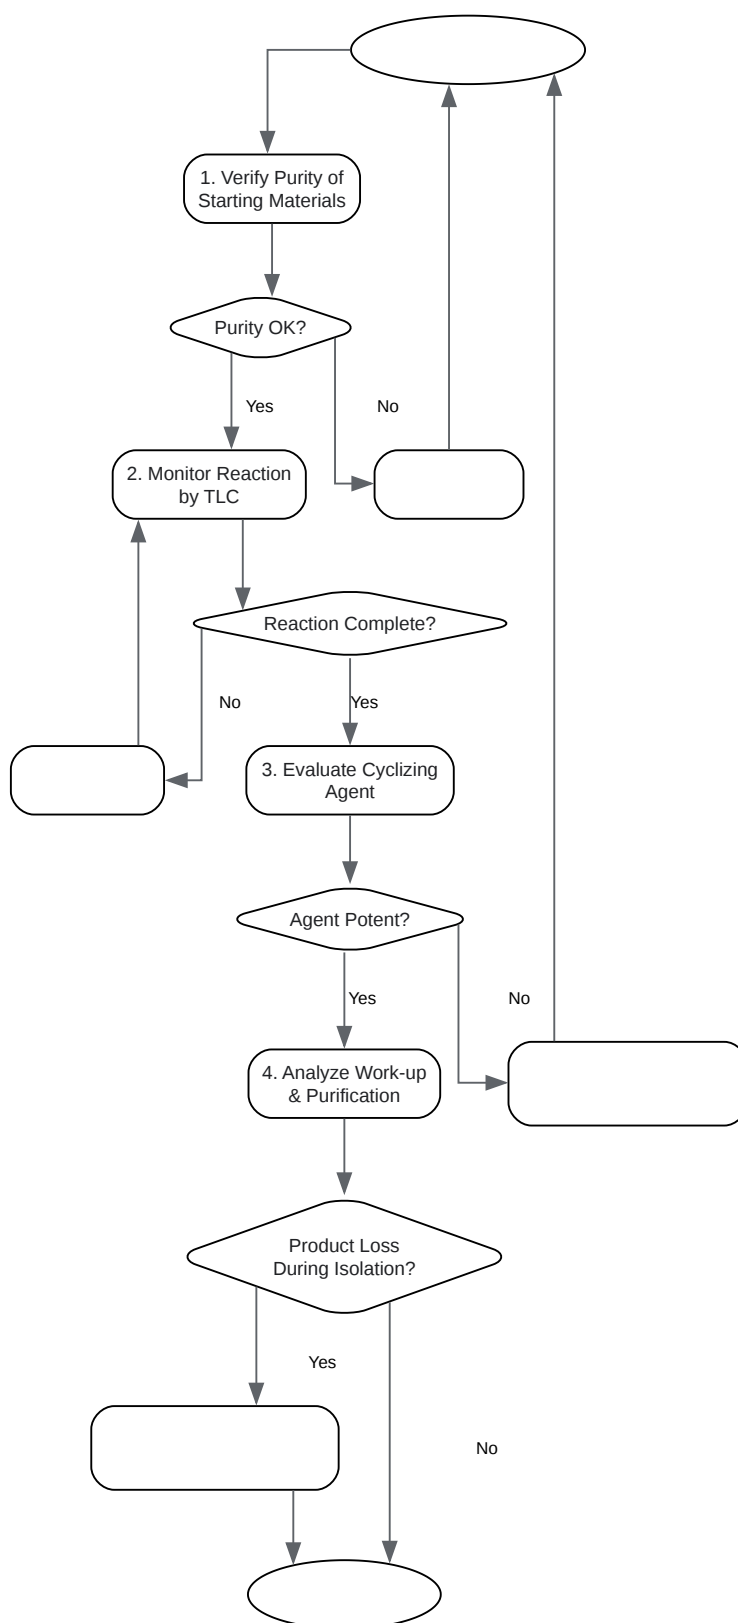 1. Verify Purity of
Starting Materials
Purity OK?
Yes
No
2. Monitor Reaction
by TLC
Reaction Complete?
No
Yes
3. Evaluate Cyclizing
Agent
Agent Potent?
Yes
No
4. Analyze Work-up
& Purification
Product Loss
During Isolation?
Yes
No